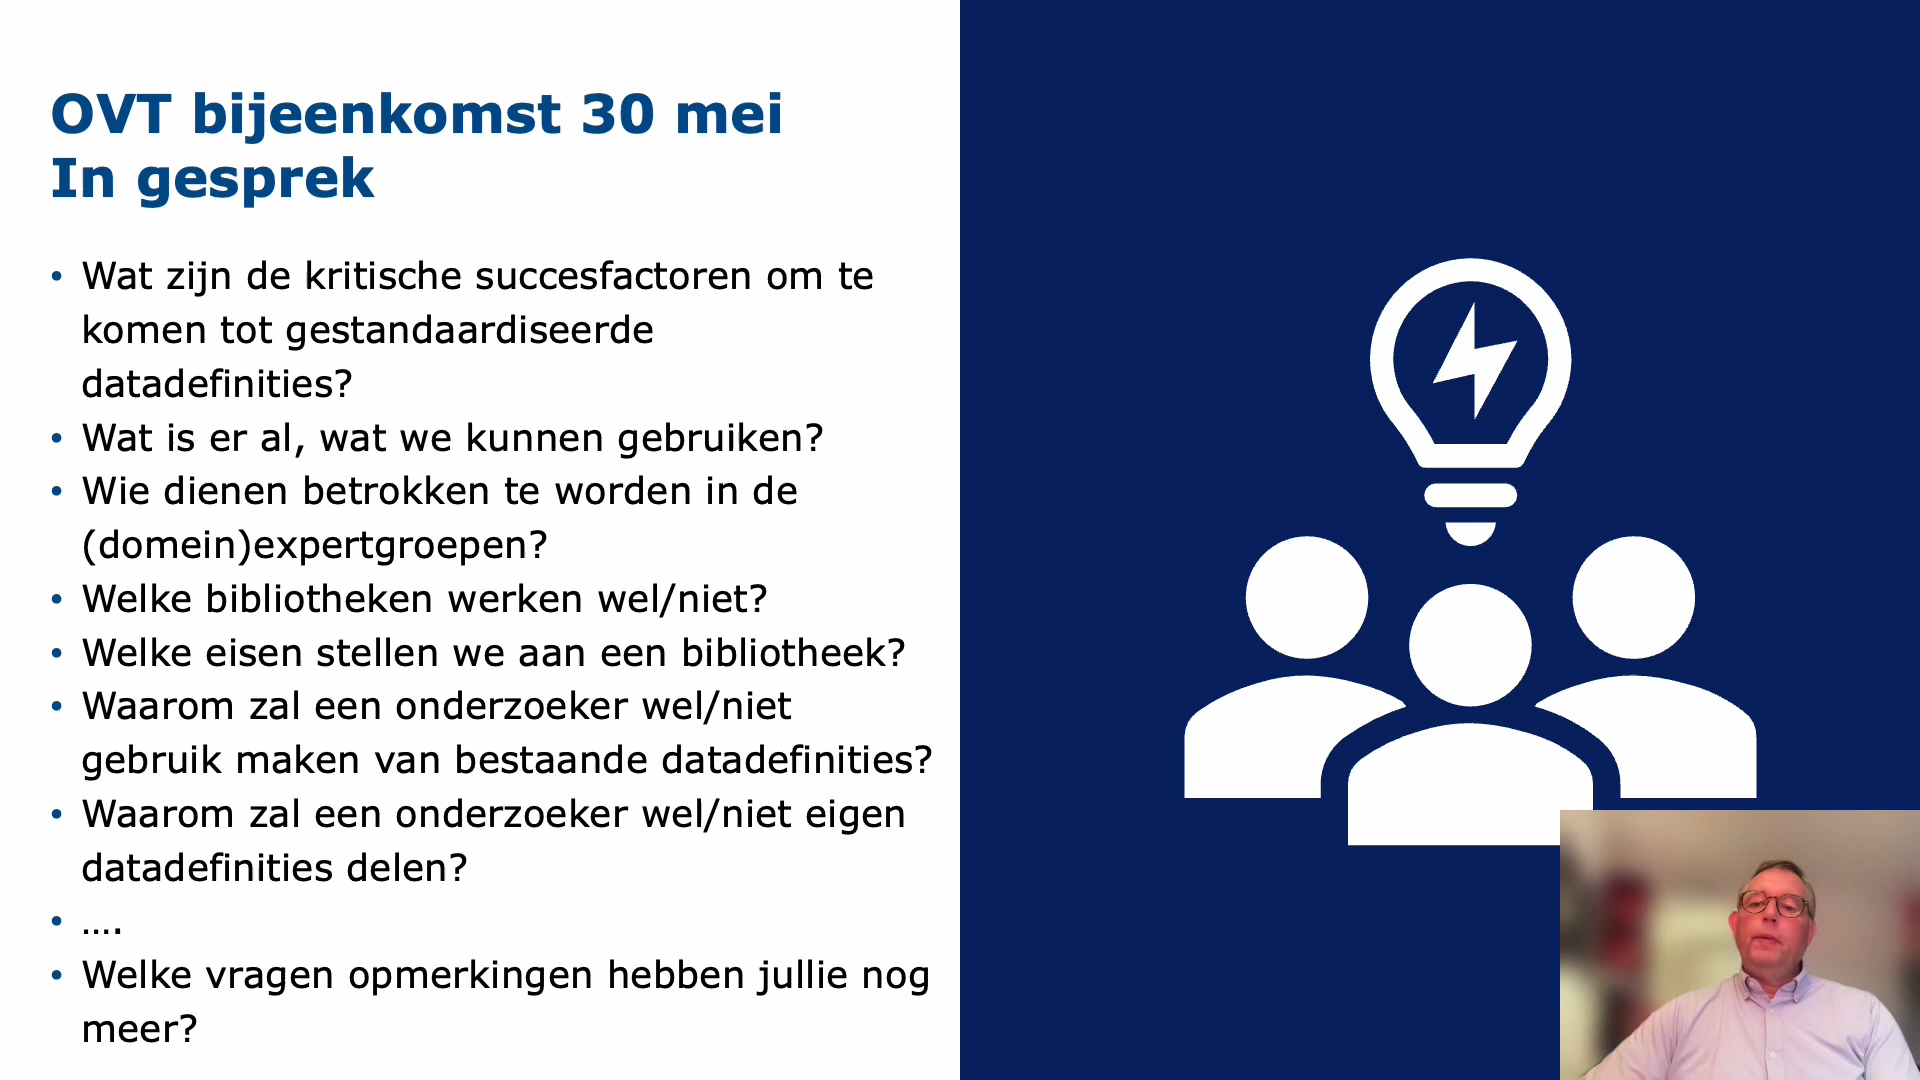 OVT bijeenkomst 30 mei
In gesprek
• Wat zijn de kritische succesfactoren om te
komen tot gestandaardiseerde
datadefinities?
• Wat is er al, wat we kunnen gebruiken?
• Wie dienen betrokken te worden in de
(domein)expertgroepen?
• Welke bibliotheken werken wel/niet?
• Welke eisen stellen we aan een bibliotheek?
• Waarom zal een onderzoeker wel/niet
gebruik maken van bestaande datadefinities?
• Waarom zal een onderzoeker wel/niet eigen
datadefinities delen?
• ....
• Welke vragen opmerkingen hebben jullie nog
meer?